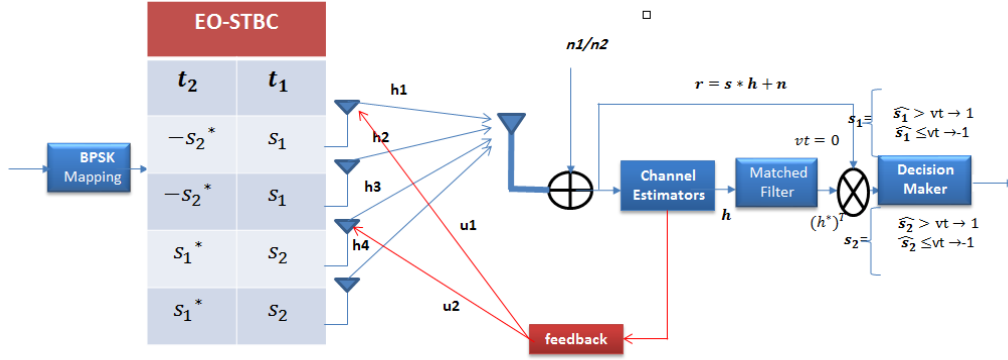 EO-STBC
n1/n2
t₂ t₁
h1
r = s * h + n
−s₂* s₁
h2
s₁=
ŝ₁ > vt → 1
ŝ₁ ≤vt →-1
vt = 0
BPSK
Mapping
−s₂* s₁
h3
Channel
Estimators
Matched
Filter
Decision
Maker
h
(h*)ᵀ
u1
h4
s₁* s₂
s₂=
ŝ₂ > vt → 1
ŝ₂ ≤vt →-1
u2
s₁* s₂
feedback